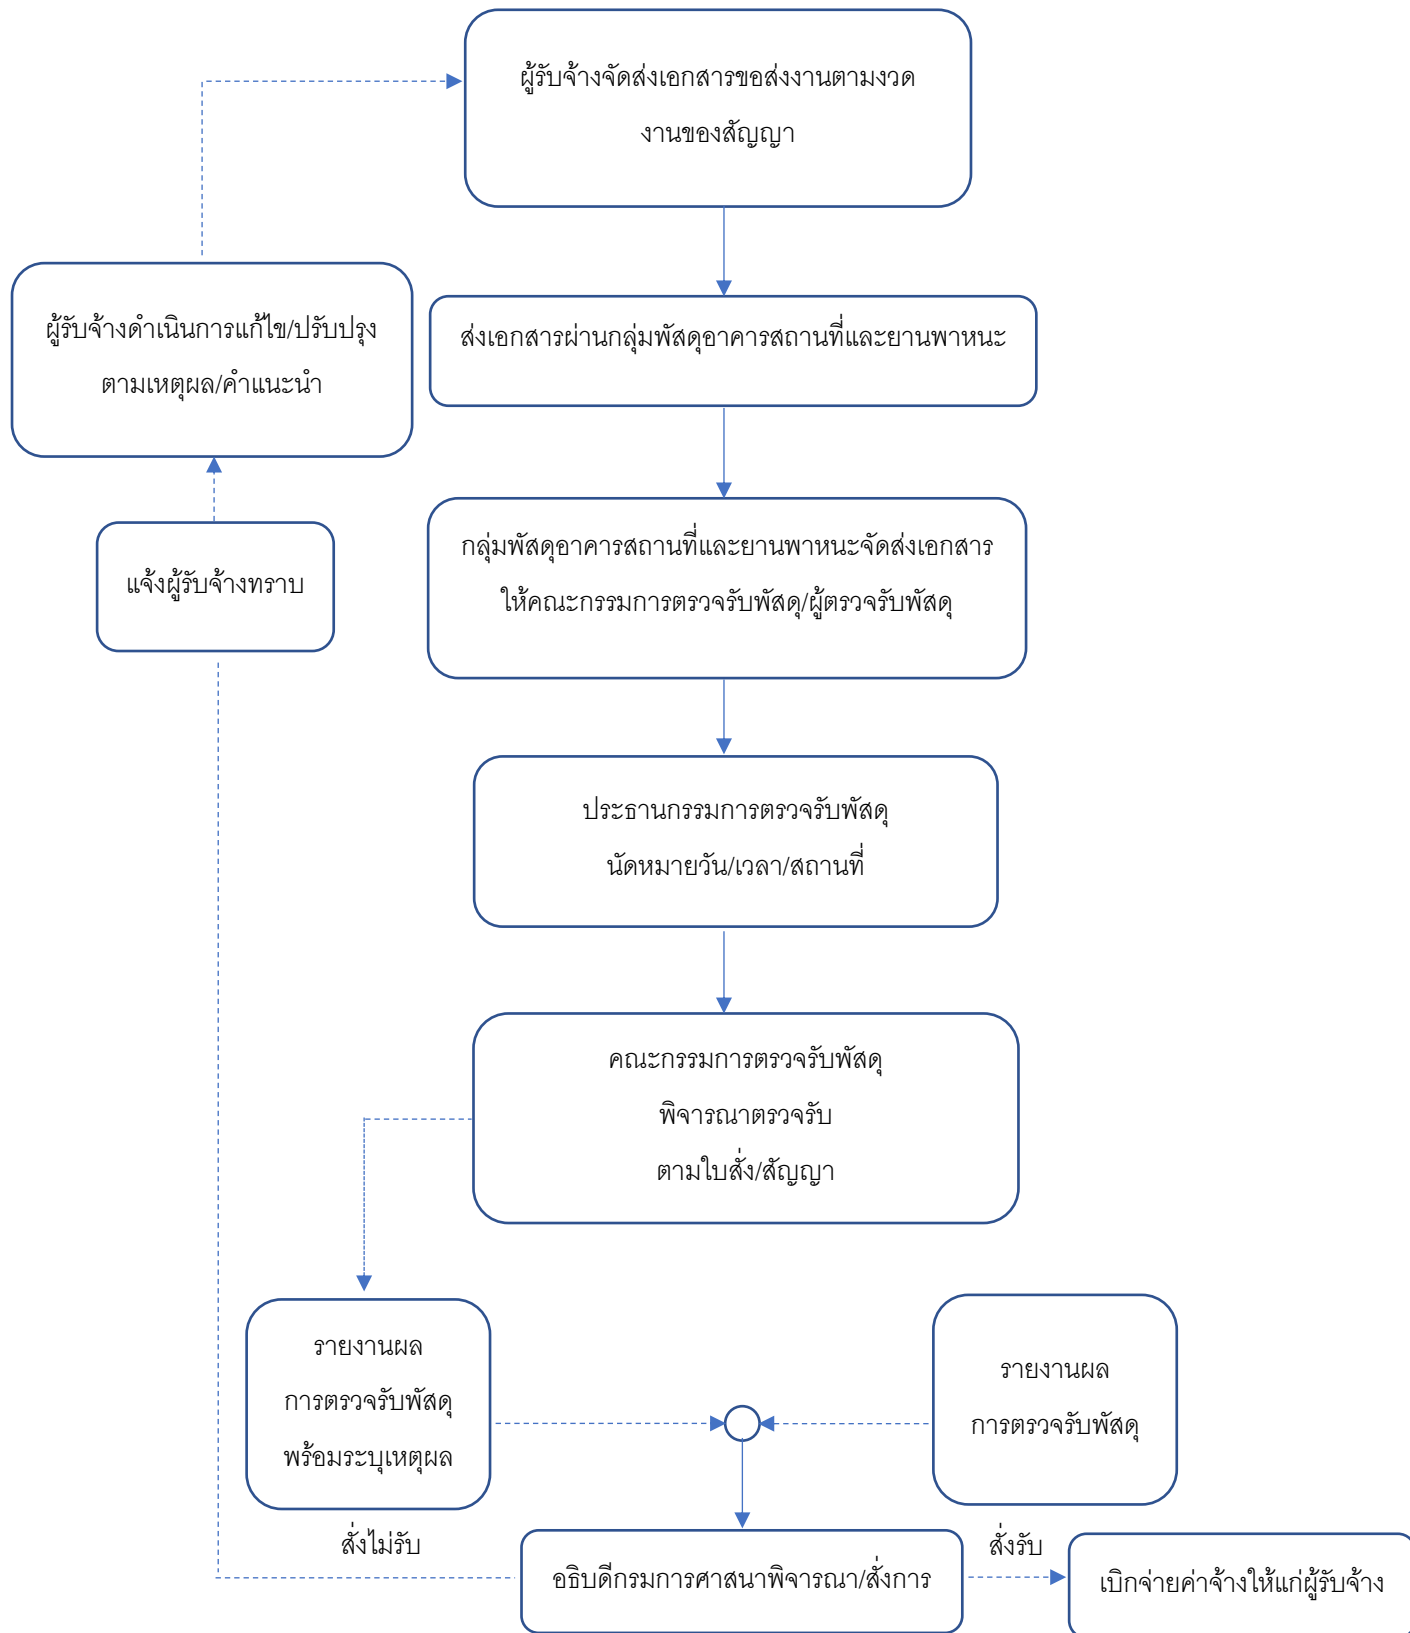 ผู้รับจ้างจัดส่งเอกสารขอส่งงานตามงวด
งานของสัญญา
ผู้รับจ้างดำเนินการแก้ไข/ปรับปรุง
ตามเหตุผล/คำแนะนำ
ส่งเอกสารผ่านกลุ่มพัสดุอาคารสถานที่และยานพาหนะ
แจ้งผู้รับจ้างทราบ
กลุ่มพัสดุอาคารสถานที่และยานพาหนะจัดส่งเอกสาร
ให้คณะกรรมการตรวจรับพัสดุ/ผู้ตรวจรับพัสดุ
ประธานกรรมการตรวจรับพัสดุ
นัดหมายวัน/เวลา/สถานที่
คณะกรรมการตรวจรับพัสดุ
พิจารณาตรวจรับ
ตามใบสั่ง/สัญญา
รายงานผล
การตรวจรับพัสดุ
พร้อมระบุเหตุผล
รายงานผล
การตรวจรับพัสดุ
สั่งไม่รับ
อธิบดีกรมการศาสนาพิจารณา/สั่งการ
สั่งรับ
เบิกจ่ายค่าจ้างให้แก่ผู้รับจ้าง